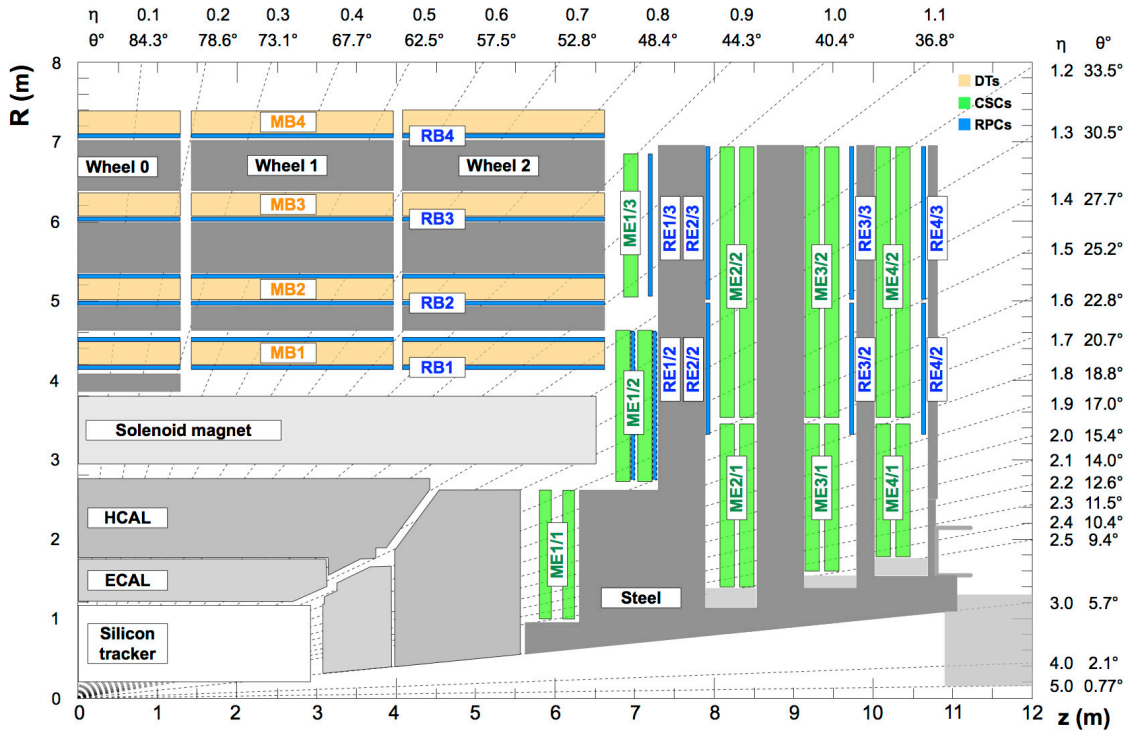 η 0.1 0.2 0.3 0.4 0.5 0.6 0.7 0.8 0.9 1.0 1.1
θ° 84.3° 78.6° 73.1° 67.7° 62.5° 57.5° 52.8° 48.4° 44.3° 40.4° 36.8° η θ°
R (m)
8
7
6
5
4
3
2
1
0
1.2 33.5°
1.3 30.5°
1.4 27.7°
1.5 25.2°
1.6 22.8°
1.7 20.7°
1.8 18.8°
1.9 17.0°
2.0 15.4°
2.1 14.0°
2.2 12.6°
2.3 11.5°
2.4 10.4°
2.5 9.4°
3.0 5.7°
4.0 2.1°
5.0 0.77°
DTs
CSCs
RPCs
MB4
RB4
Wheel 0 Wheel 1 Wheel 2
MB3
RB3
MB2
RB2
MB1
RB1
Solenoid magnet
HCAL
ECAL
Silicon
tracker
Steel
ME1/3
RE1/3
RE2/3
ME2/2
ME3/2
RE3/3
ME4/2
RE4/3
ME1/2
RE1/2
RE2/2
RE3/2
RE4/2
ME1/1
ME2/1
ME3/1
ME4/1
0 1 2 3 4 5 6 7 8 9 10 11 12
z (m)